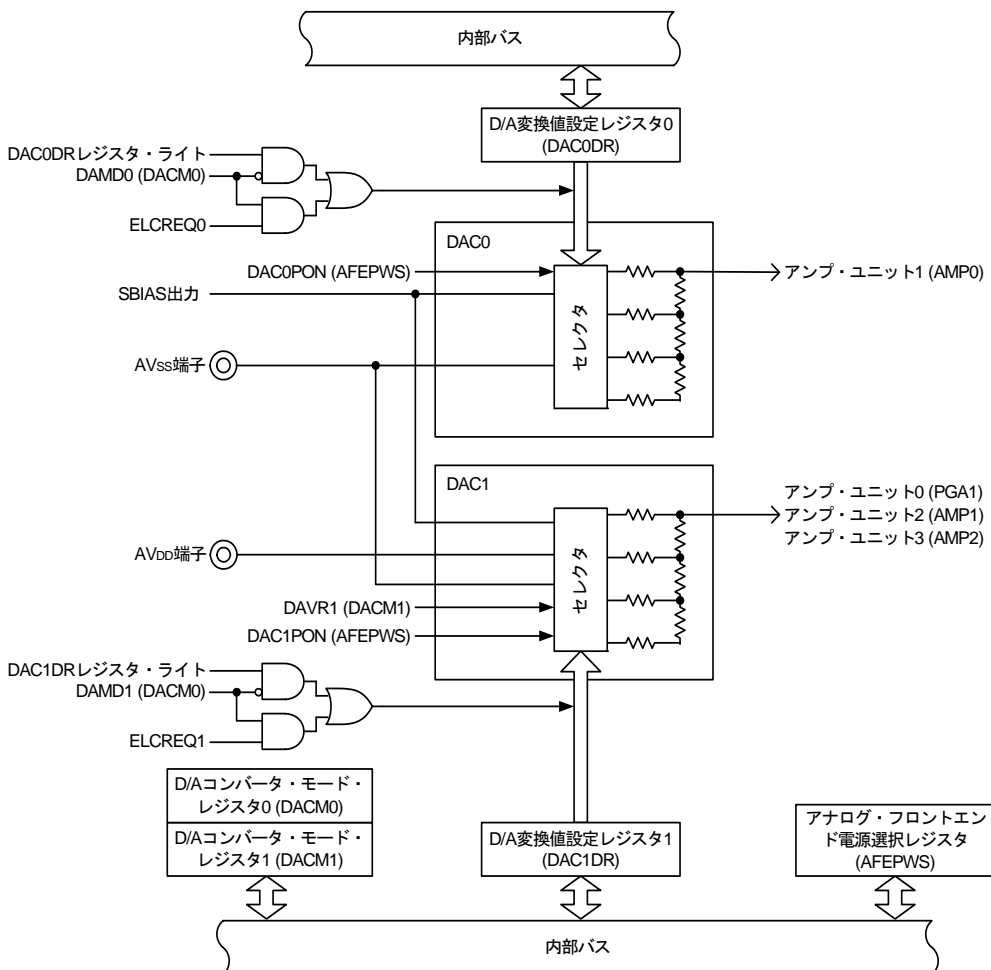 内部バス
D/A変換値設定レジスタ0
(DAC0DR)
DAC0DRレジスタ・ライト
DAMD0 (DACM0)
ELCREQ0
DAC0
DAC0PON (AFEPWS)
SBIAS出力
AVSS端子
セレクタ
アンプ・ユニット1 (AMP0)
DAC1
アンプ・ユニット0 (PGA1)
アンプ・ユニット2 (AMP1)
アンプ・ユニット3 (AMP2)
AVDD端子
セレクタ
DAVR1 (DACM1)
DAC1PON (AFEPWS)
DAC1DRレジスタ・ライト
DAMD1 (DACM0)
ELCREQ1
D/Aコンバータ・モード・
レジスタ0 (DACM0)
D/Aコンバータ・モード・
レジスタ1 (DACM1)
D/A変換値設定レジスタ1
(DAC1DR)
アナログ・フロントエン
ド電源選択レジスタ
(AFEPWS)
内部バス